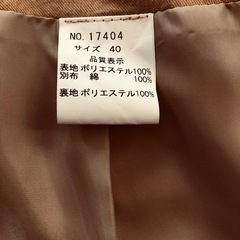 NO. 17404
サイズ 40
品質表示
表地 ポリエステル100%
別布 綿 100%
裏地 ポリエステル100%